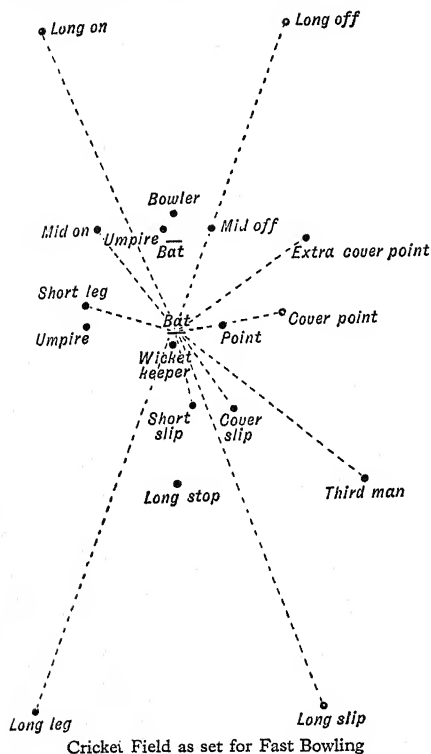 Long on
Long off
Bowler
Mid on
Umpire
Bat
Mid off
Extra cover point
Short leg
Bat
Cover point
Umpire
Point
Wicket
keeper
Short
slip
Cover
slip
Long stop
Third man
Long leg
Long slip
Cricket Field as set for Fast Bowling